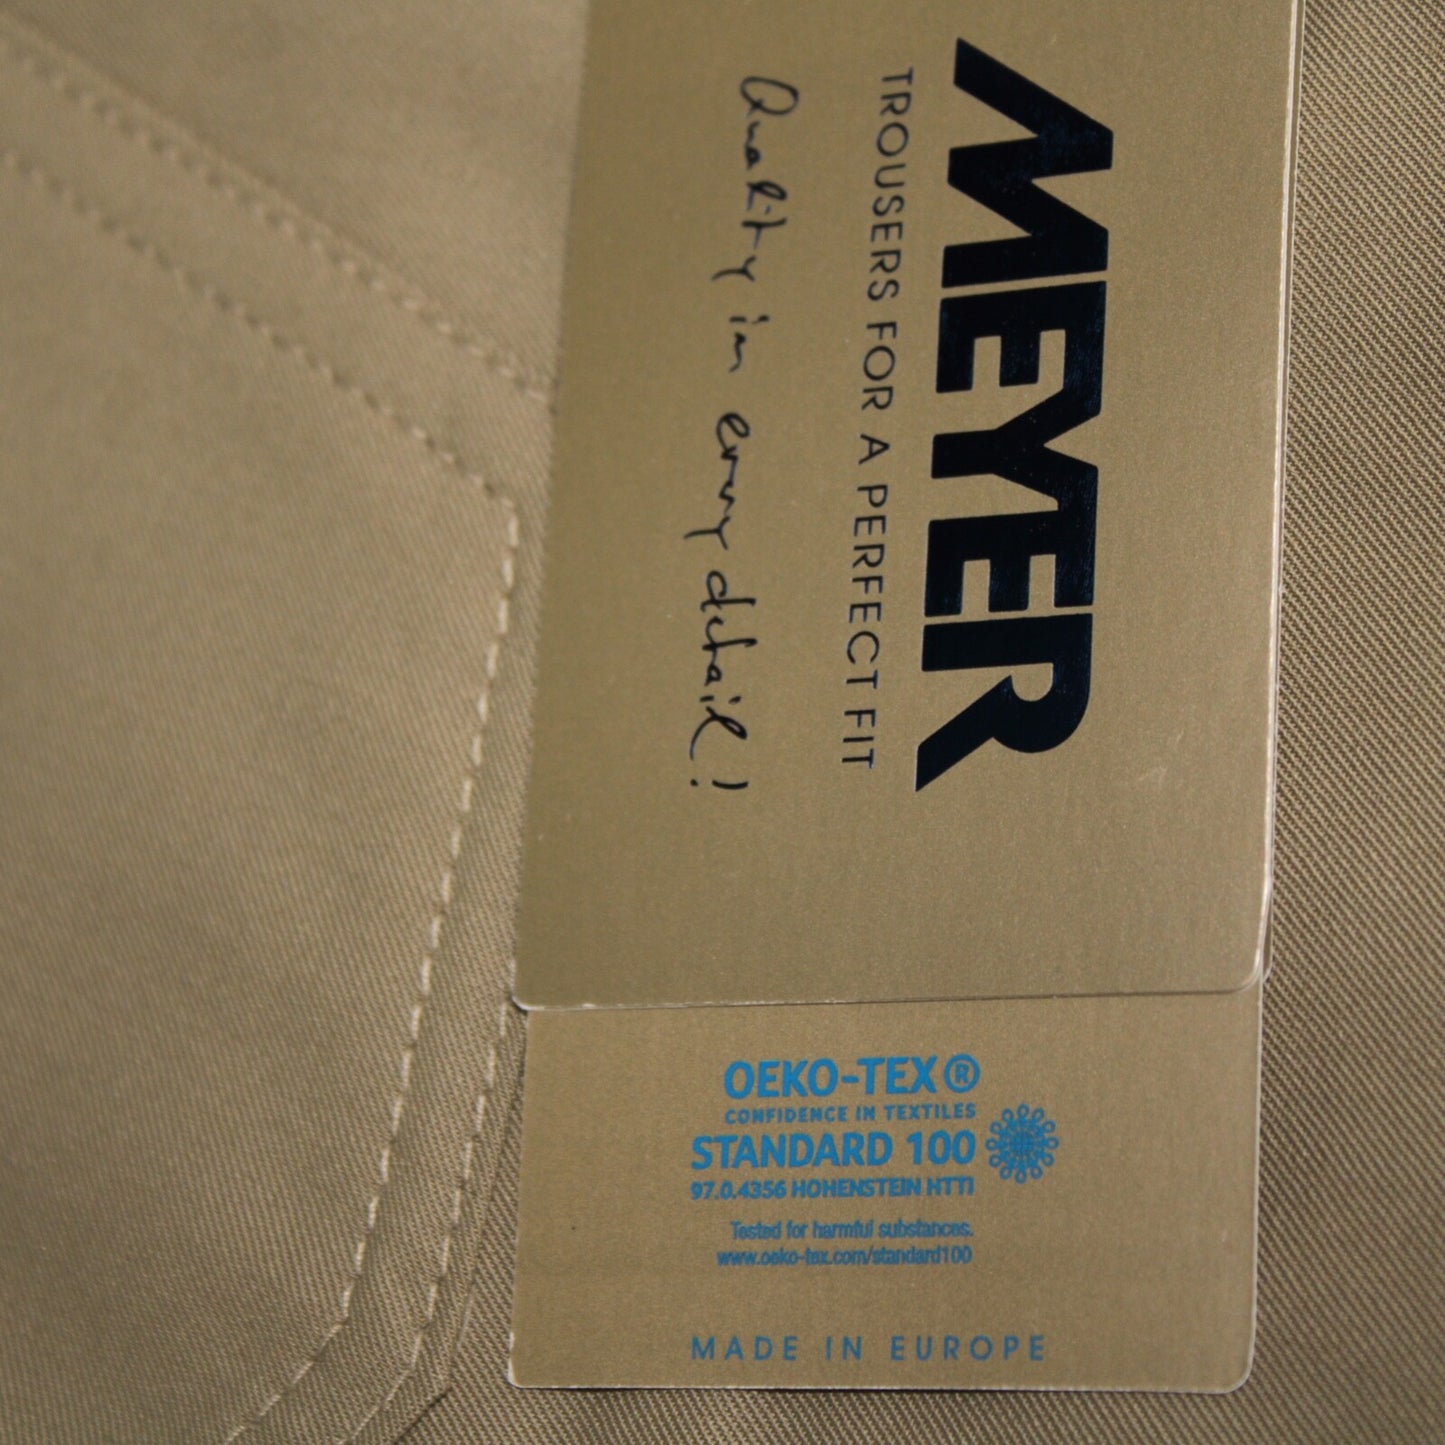 MEYER
TROUSERS FOR A PERFECT FIT
Quality in every detail!
OEKO-TEX®
CONFIDENCE IN TEXTILES
STANDARD 100
97.0.4356 HOHENSTEIN HTTI
Tested for harmful substances.
www.oeko-tex.com/standard100
MADE IN EUROPE